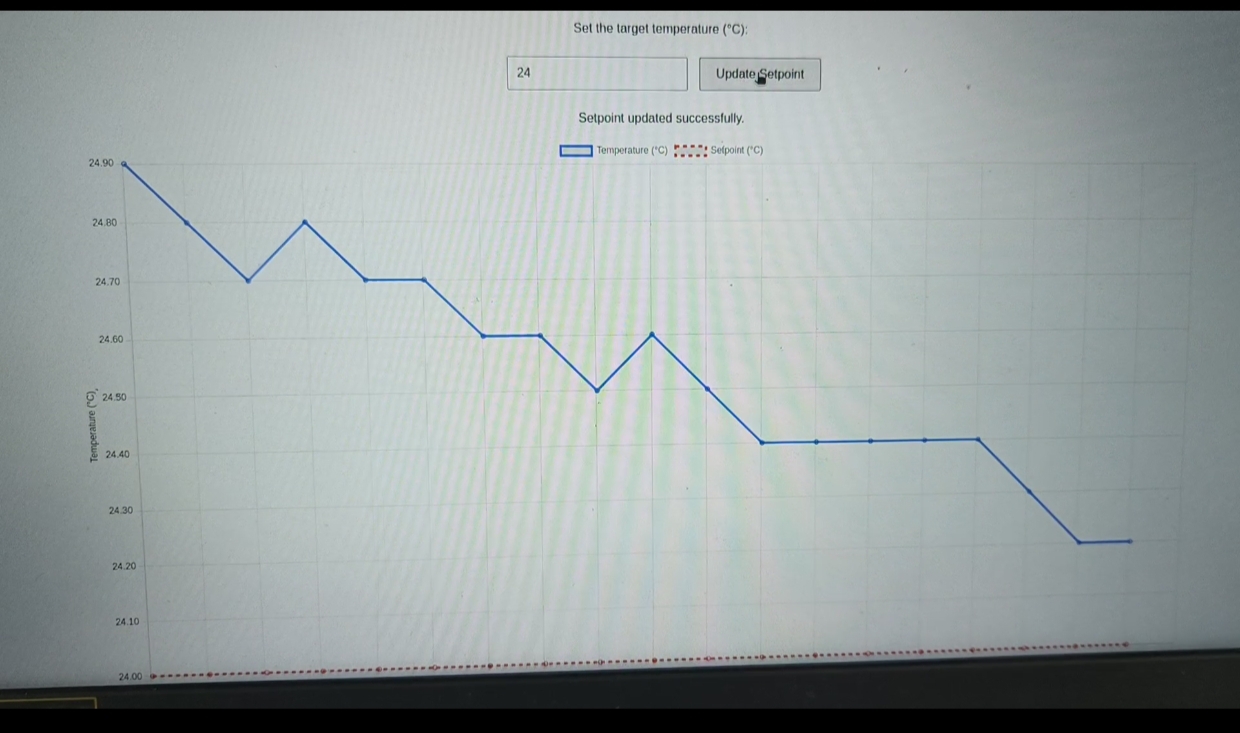 Set the target temperature (°C):
24
Update Setpoint
Setpoint updated successfully.
Temperature (°C) Setpoint (°C)
24.90
24.80
24.70
24.60
24.50
24.40
24.30
24.20
24.10
24.00
Temperature (°C)